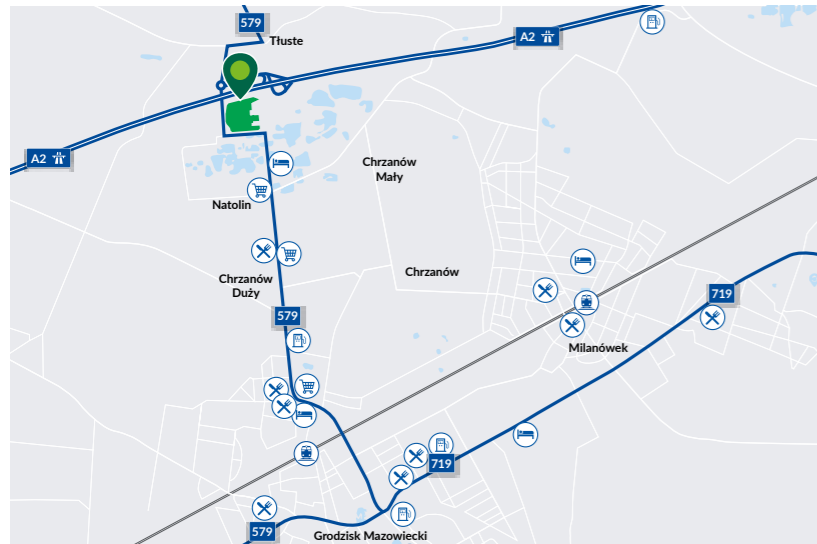 579
Tłuste
A2
A2
Chrzanów
Mały
Natolin
Chrzanów
Duży
Chrzanów
719
579
Milanówek
719
579
Grodzisk Mazowiecki